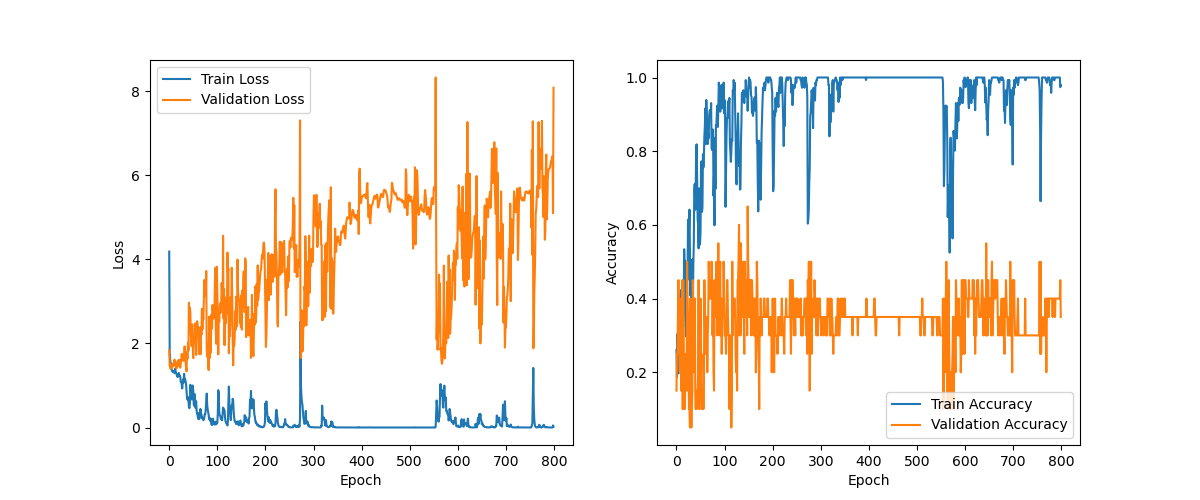 Train Loss
Validation Loss
8
6
4
2
0
Loss
0 100 200 300 400 500 600 700 800
Epoch
1.0
0.8
0.6
0.4
0.2
Accuracy
Train Accuracy
Validation Accuracy
0 100 200 300 400 500 600 700 800
Epoch